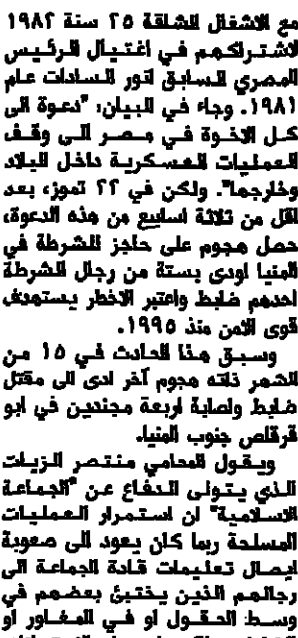 مع الاشغال الشاقة ٢٥ سنة ١٩٨٢
لاشتراكهم في اغتيال الرئيس
المصري السابق انور السادات عام
١٩٨١. وجاء في البيان: "دعوة الى
كل الاخوة في مصر الى وقف
العمليات العسكرية داخل البلاد
وخارجها". ولكن في ٢٢ تموز، بعد
اقل من ثلاثة اسابيع من هذه الدعوة،
حصل هجوم على حاجز للشرطة في
المنيا اودى بستة من رجال الشرطة
احدهم ضابط واعتبر الاخطر يستهدف
قوى الامن منذ ١٩٩٥.
وسبق هذا الحادث في ١٥ من
الشهر ذاته هجوم آخر ادى الى مقتل
ضابط واصابة اربعة مجندين في ابو
قرقاص جنوب المنيا.
ويقول المحامي منتصر الزيات
الذي يتولى الدفاع عن "الجماعة
الاسلامية" ان استمرار العمليات
المسلحة ربما كان يعود الى صعوبة
ايصال تعليمات قادة الجماعة الى
رجالهم الذين يختبئ بعضهم في
وسط الحقول او في المغاور او